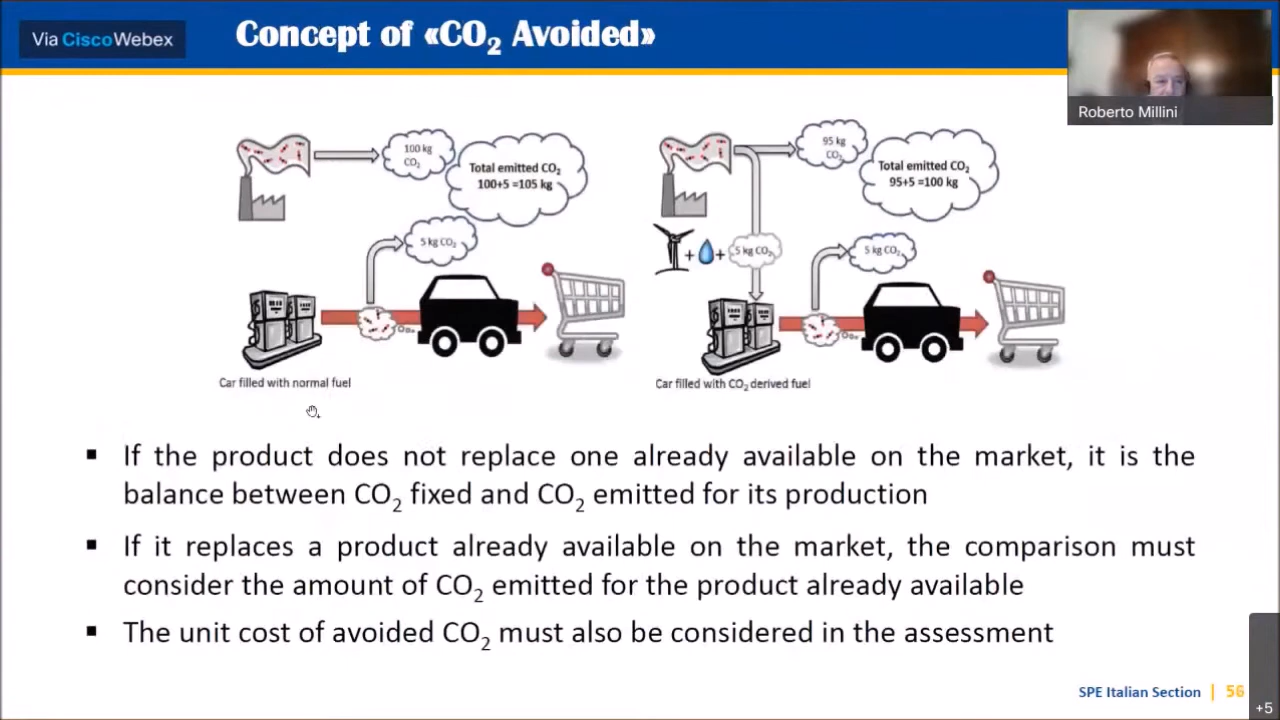 Via CiscoWebex
Concept of «CO₂ Avoided»
Roberto Millini
100 kg
CO₂
Total emitted CO₂
100+5 =105 kg
5 kg CO₂
Car filled with normal fuel
95 kg
CO₂
Total emitted CO₂
95+5 =100 kg
+ +
5 kg CO₂
5 kg CO₂
Car filled with CO₂ derived fuel
▪ If the product does not replace one already available on the market, it is the
balance between CO₂ fixed and CO₂ emitted for its production
▪ If it replaces a product already available on the market, the comparison must
consider the amount of CO₂ emitted for the product already available
▪ The unit cost of avoided CO₂ must also be considered in the assessment
SPE Italian Section | 56
+5